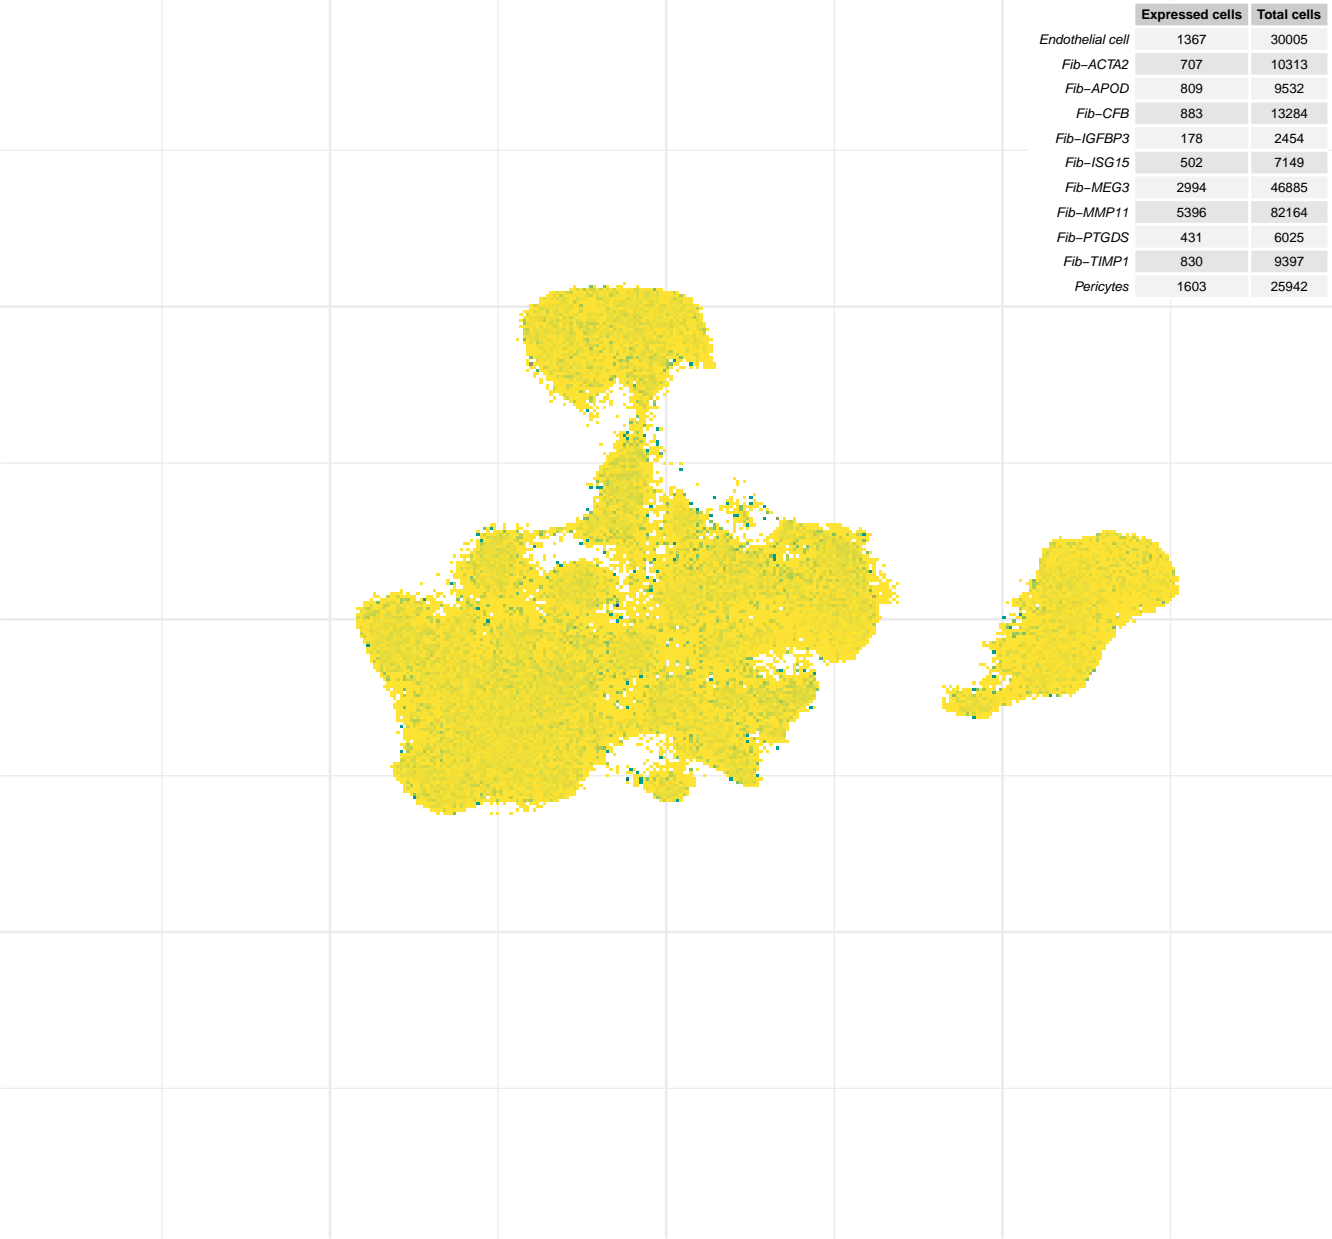 Expressed cells Total cells
Endothelial cell 1367 30005
Fib−ACTA2 707 10313
Fib−APOD 809 9532
Fib−CFB 883 13284
Fib−IGFBP3 178 2454
Fib−ISG15 502 7149
Fib−MEG3 2994 46885
Fib−MMP11 5396 82164
Fib−PTGDS 431 6025
Fib−TIMP1 830 9397
Pericytes 1603 25942